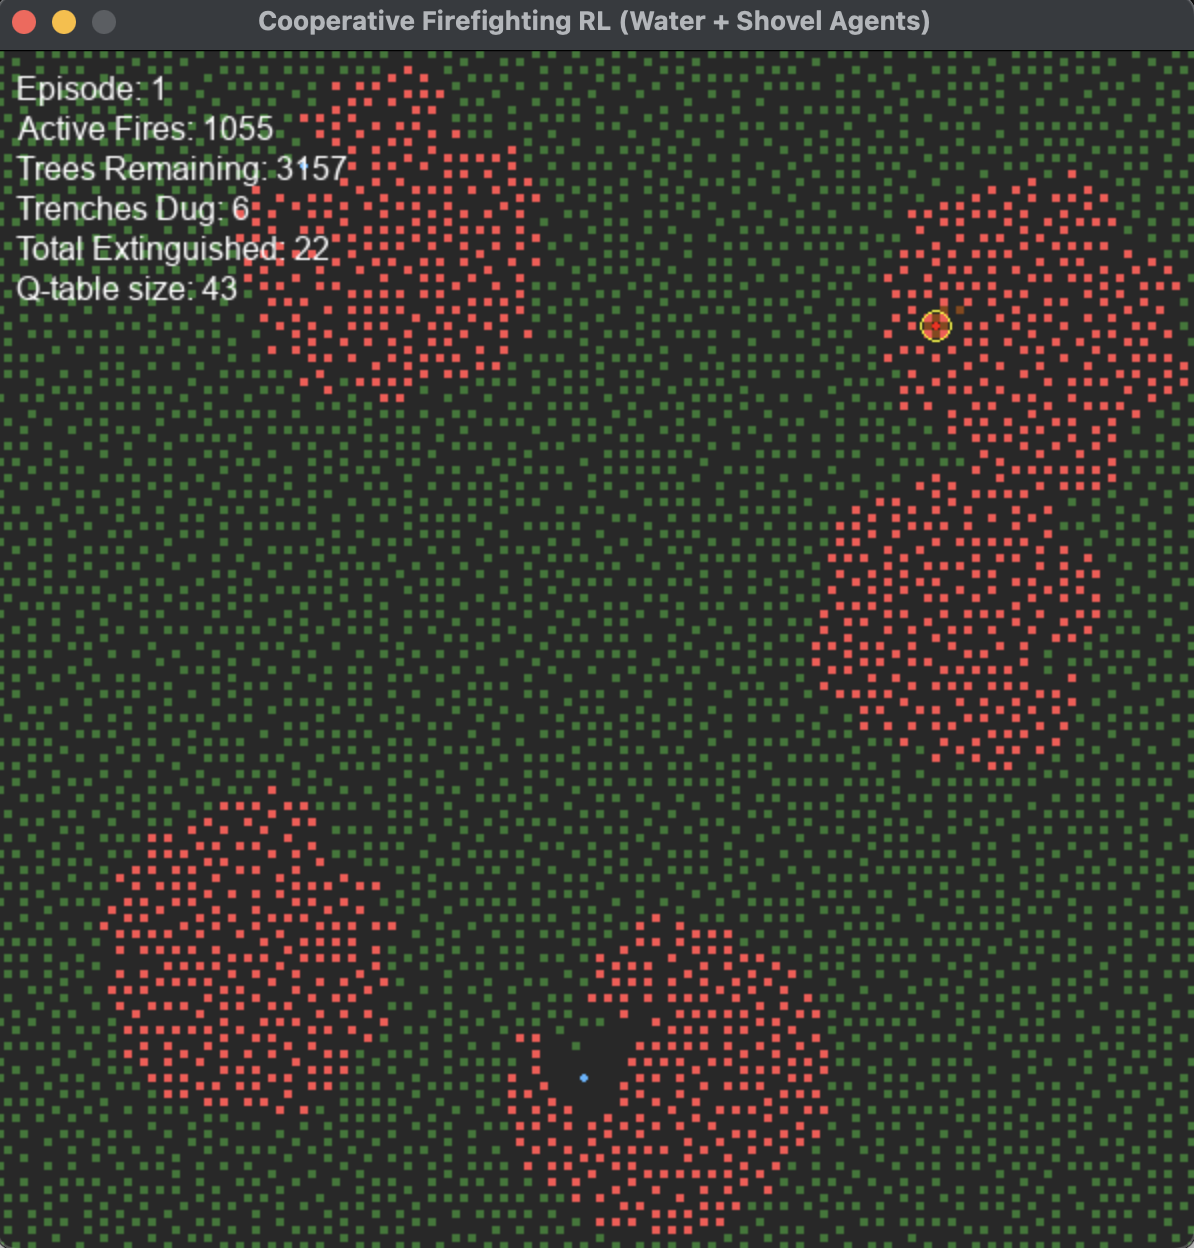 Cooperative Firefighting RL (Water + Shovel Agents)
Episode: 1
Active Fires: 1055
Trees Remaining: 3157
Trenches Dug: 6
Total Extinguished: 22
Q-table size: 43